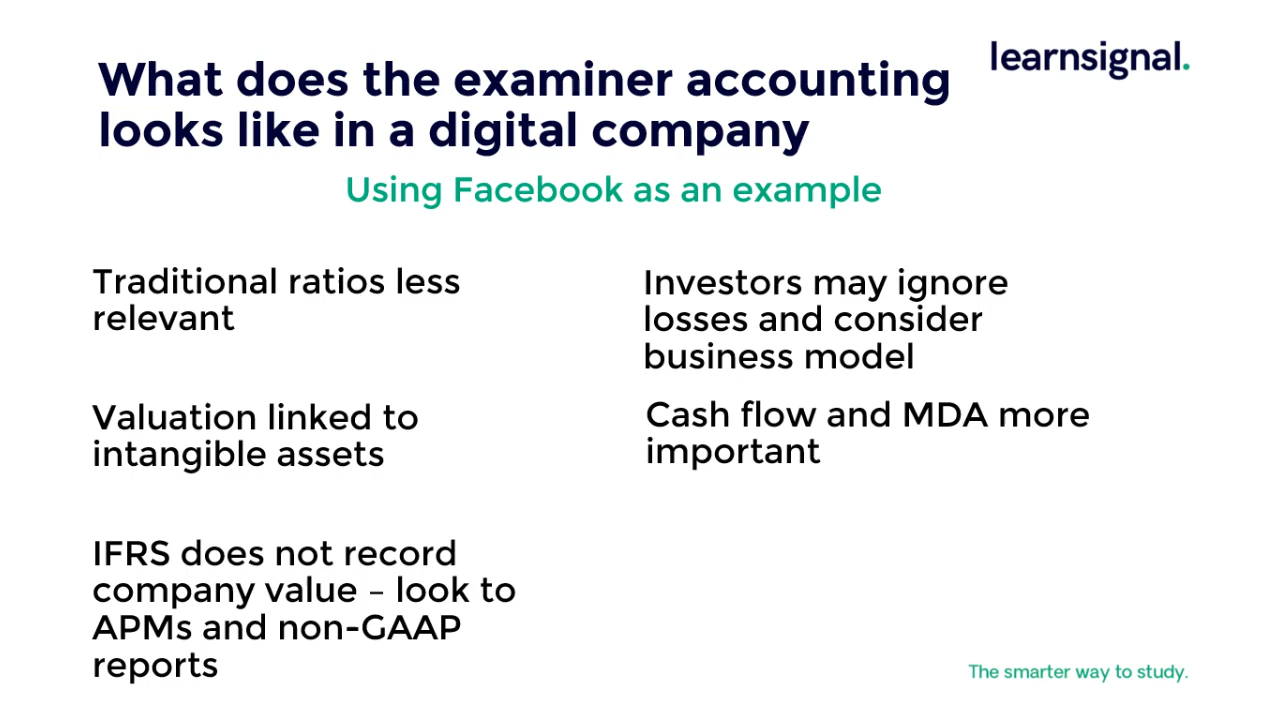 What does the examiner accounting
looks like in a digital company
learnsignal.
Using Facebook as an example
Traditional ratios less
relevant
Valuation linked to
intangible assets
IFRS does not record
company value – look to
APMs and non-GAAP
reports
Investors may ignore
losses and consider
business model
Cash flow and MDA more
important
The smarter way to study.